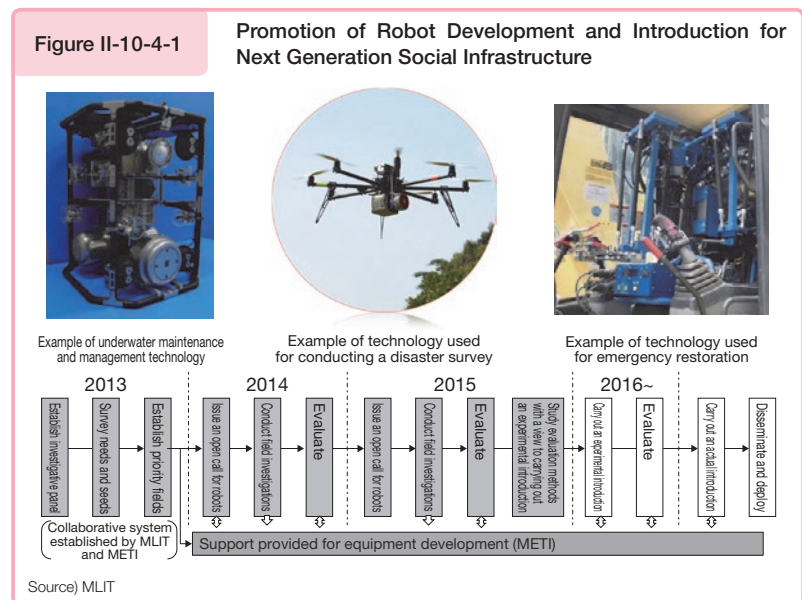 Figure II-10-4-1
Promotion of Robot Development and Introduction for
Next Generation Social Infrastructure
Example of underwater maintenance
and management technology
Example of technology used
for conducting a disaster survey
Example of technology used
for emergency restoration
2013
2014
2015
2016~
Establish investigative panel
Survey needs and seeds
Establish priority fields
Issue an open call for robots
Conduct field investigations
Evaluate
Issue an open call for robots
Conduct field investigations
Evaluate
Study evaluation methods
with a view to carrying out
an experimental introduction
Carry out an experimental introduction
Evaluate
Carry out an actual introduction
Disseminate and deploy
(Collaborative system
established by MLIT
and METI)
Support provided for equipment development (METI)
Source) MLIT